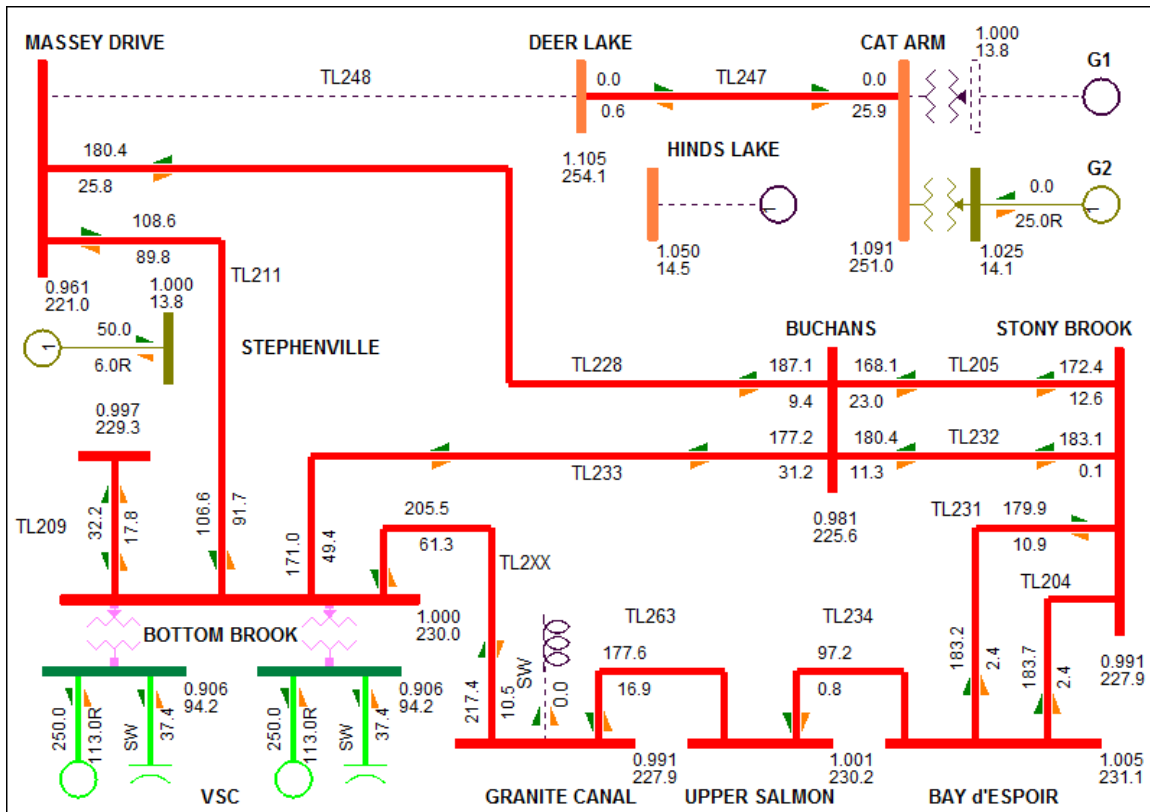 MASSEY DRIVE
DEER LAKE
CAT ARM
1.000
13.8
G1
TL248
0.0
TL247
0.0
0.6
25.9
HINDS LAKE
180.4
25.8
1.105
254.1
G2
0.0
25.0R
1
1
108.6
89.8
TL211
1.050
14.5
1.091
251.0
1.025
14.1
0.961
221.0
1.000
13.8
50.0
6.0R
1
STEPHENVILLE
BUCHANS
STONY BROOK
TL228
187.1
9.4
168.1
23.0
TL205
172.4
12.6
0.997
229.3
177.2
31.2
180.4
11.3
TL232
183.1
0.1
TL233
TL209
32.2
17.8
106.6
91.7
171.0
49.4
205.5
61.3
TL2XX
0.981
225.6
TL231
179.9
10.9
TL204
1.000
230.0
BOTTOM BROOK
TL263
177.6
16.9
TL234
97.2
0.8
183.2
2.4
183.7
2.4
0.991
227.9
217.4
10.5
SW
0.0
0.906
94.2
0.906
94.2
250.0
113.0R
SW
37.4
250.0
113.0R
SW
37.4
0.991
227.9
1.001
230.2
1.005
231.1
VSC
GRANITE CANAL
UPPER SALMON
BAY d'ESPOIR